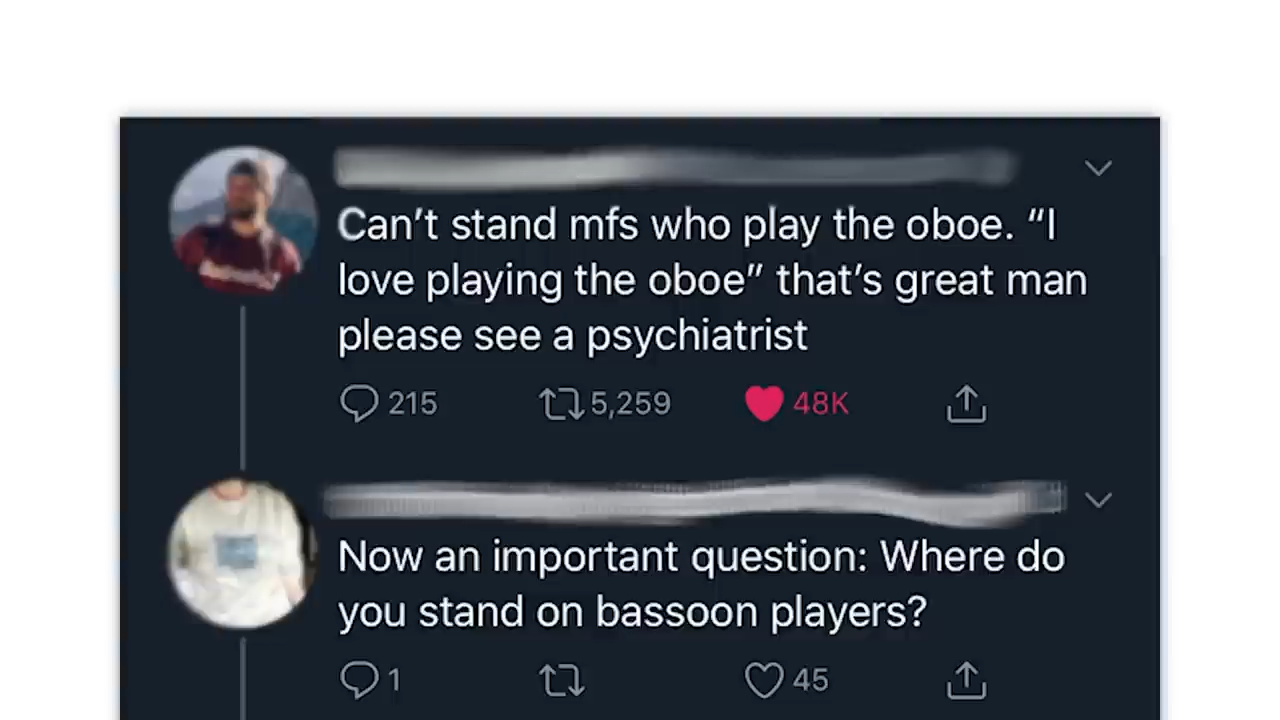 Can’t stand mfs who play the oboe. “I
love playing the oboe” that’s great man
please see a psychiatrist
215 5,259 48K
Now an important question: Where do
you stand on bassoon players?
1 45